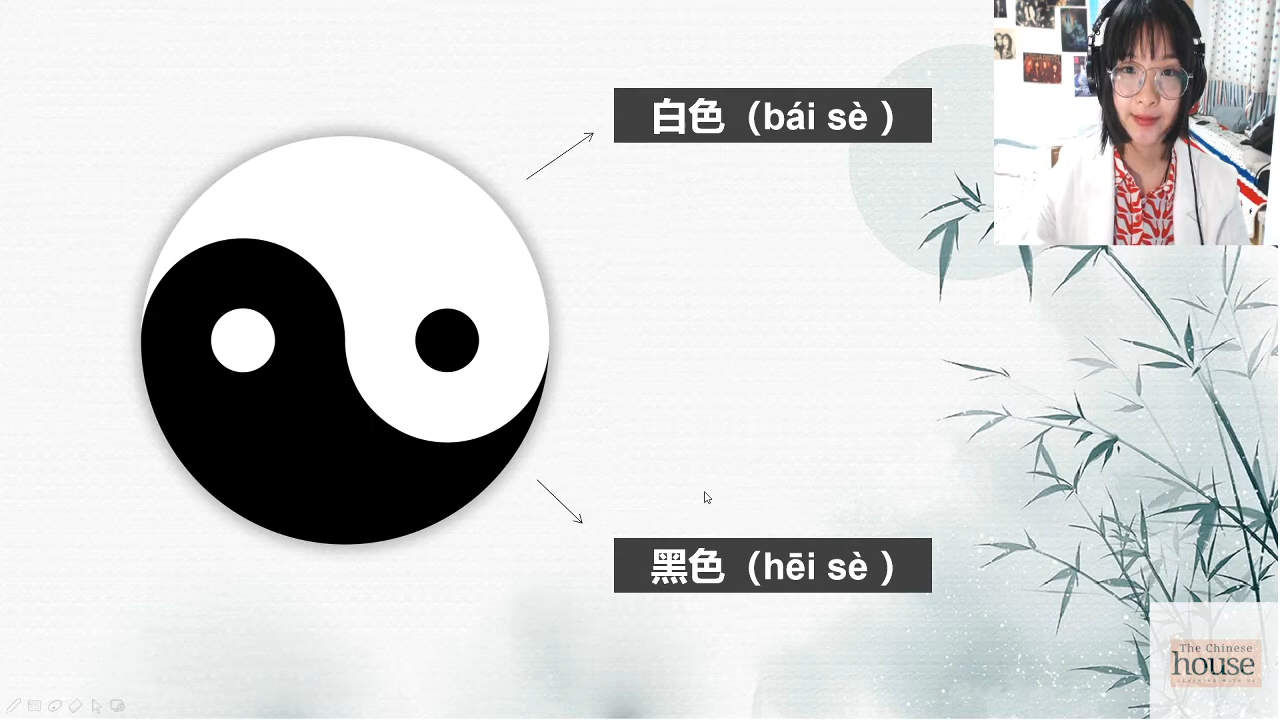 白色（bái sè ）
黑色（hēi sè ）
The Chinese
house